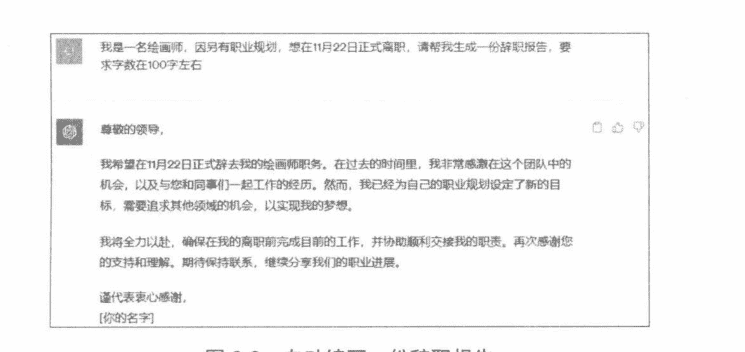 我是一名绘画师，因另有职业规划，想在11月22日正式离职，请帮我生成一份辞职报告，要
求字数在100字左右
尊敬的领导，
我希望在11月22日正式辞去我的绘画师职务。在过去的时间里，我非常感激在这个团队中的
机会，以及与您和同事们一起工作的经历。然而，我已经为自己的职业规划设定了新的目
标，需要追求其他领域的机会，以实现我的梦想。
我将全力以赴，确保在我的离职前完成目前的工作，并协助顺利交接我的职责。再次感谢您
的支持和理解。期待保持联系，继续分享我们的职业进展。
谨代表衷心感谢，
[你的名字]